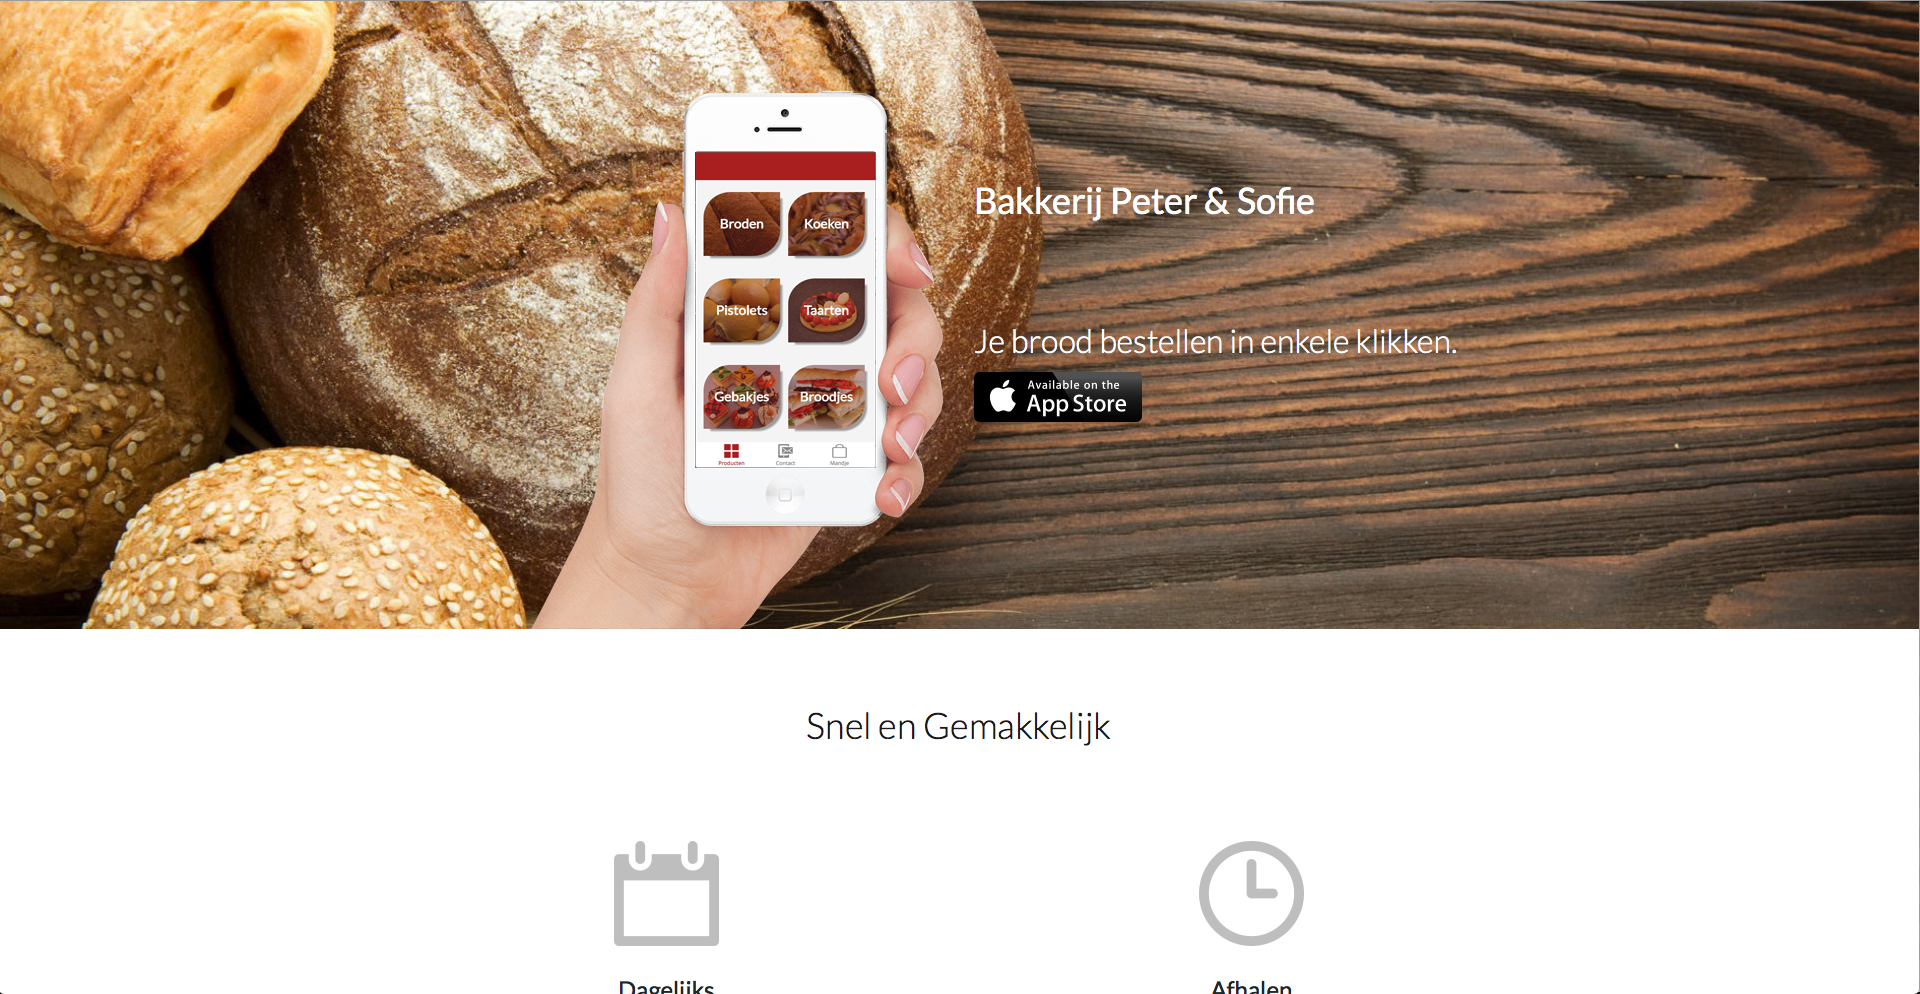 Bakkerij Peter & Sofie
Broden
Koeken
Pistolets
Taarten
Gebakjes
Broodjes
Producten
Contact
Mandje
Je brood bestellen in enkele klikken.
Available on the
App Store
Snel en Gemakkelijk
Dagelijks
Afhalen